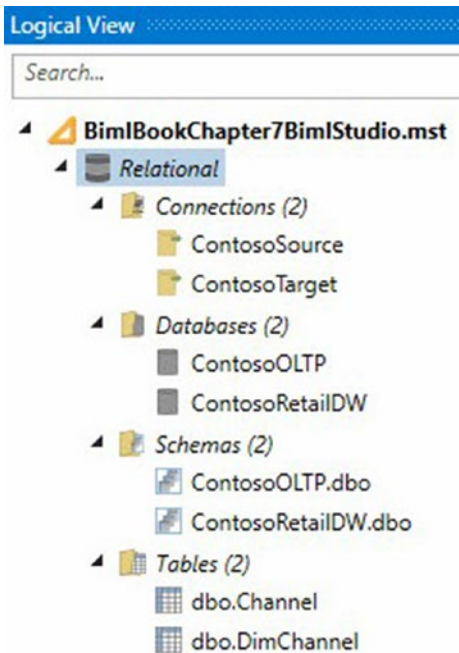 Logical View
Search...
BimlBookChapter7BimlStudio.mst
Relational
Connections (2)
ContosoSource
ContosoTarget
Databases (2)
ContosoOLTP
ContosoRetailDW
Schemas (2)
ContosoOLTP.dbo
ContosoRetailDW.dbo
Tables (2)
dbo.Channel
dbo.DimChannel